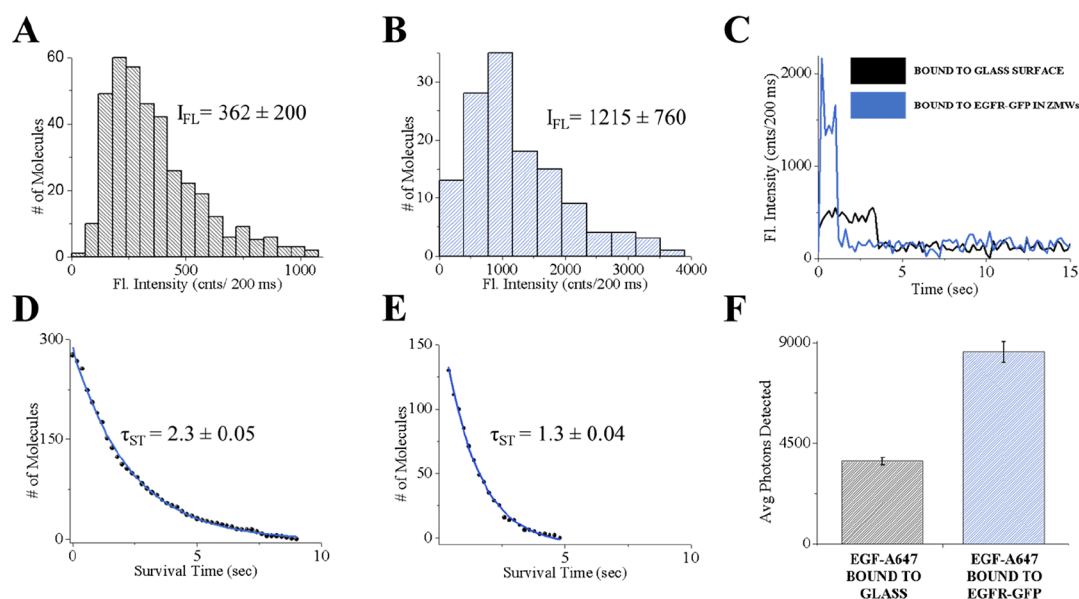 A
60
40
20
0
# of Molecules
I_FL = 362 ± 200
0
500
1000
Fl. Intensity (cnts/ 200 ms)
B
30
20
10
0
# of Molecules
I_FL = 1215 ± 760
0
1000
2000
3000
4000
Fl. Intensity (cnts/200 ms)
C
2000
1000
0
Fl. Intensity (cnts/200 ms)
BOUND TO GLASS SURFACE
BOUND TO EGFR-GFP IN ZMWs
0
5
10
15
Time (sec)
D
300
150
0
# of Molecules
τ_ST = 2.3 ± 0.05
0
5
10
Survival Time (sec)
E
150
100
50
0
# of Molecules
τ_ST = 1.3 ± 0.04
0
5
10
Survival Time (sec)
F
9000
4500
0
Avg Photons Detected
EGF-A647
BOUND TO
GLASS
EGF-A647
BOUND TO
EGFR-GFP